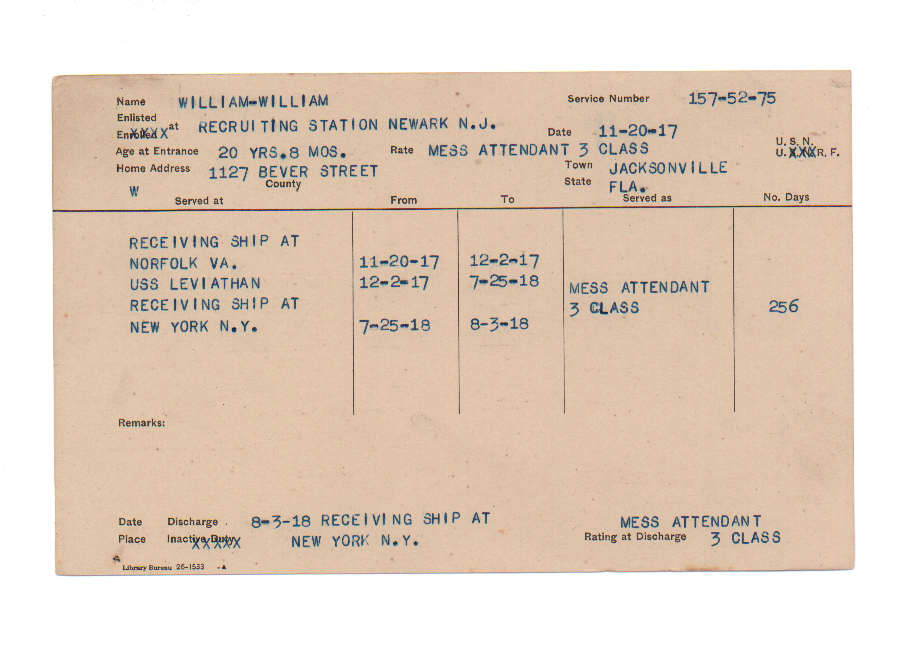 Name WILLIAM-WILLIAM Service Number 157-52-75
Enlisted
Enrolled at RECRUITING STATION NEWARK N.J. Date 11-20-17
Age at Entrance 20 YRS.8 MOS. Rate MESS ATTENDANT 3 CLASS U. S. N.
U. XXX R. F.
Home Address 1127 BEVER STREET Town JACKSONVILLE
W County State FLA.
Served at From To Served as No. Days
RECEIVING SHIP AT
NORFOLK VA. 11-20-17 12-2-17
USS LEVIATHAN 12-2-17 7-25-18 MESS ATTENDANT
RECEIVING SHIP AT 3 CLASS 256
NEW YORK N.Y. 7-25-18 8-3-18
Remarks:
Date Discharge 8-3-18 RECEIVING SHIP AT MESS ATTENDANT
Place Inactive Duty XXXXX NEW YORK N.Y. Rating at Discharge 3 CLASS
Library Bureau 26-1533 -A